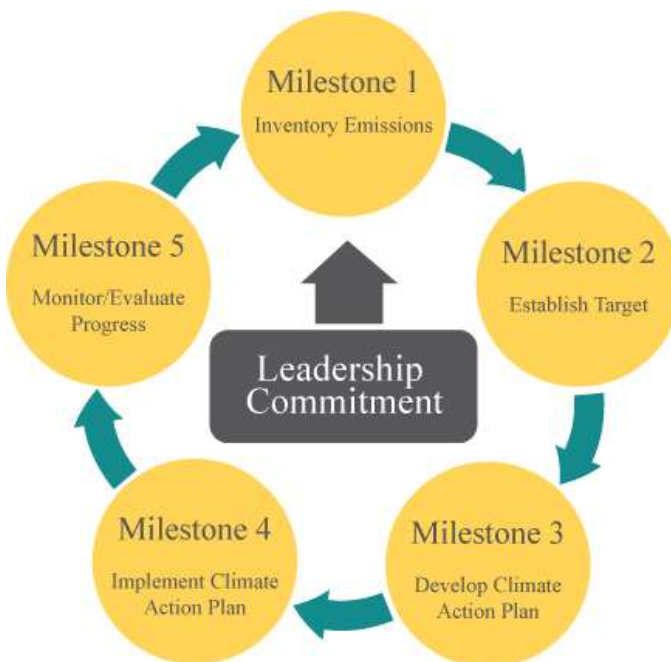 Milestone 1
Inventory Emissions
Milestone 2
Establish Target
Milestone 3
Develop Climate
Action Plan
Milestone 4
Implement Climate
Action Plan
Milestone 5
Monitor/Evaluate
Progress
Leadership
Commitment